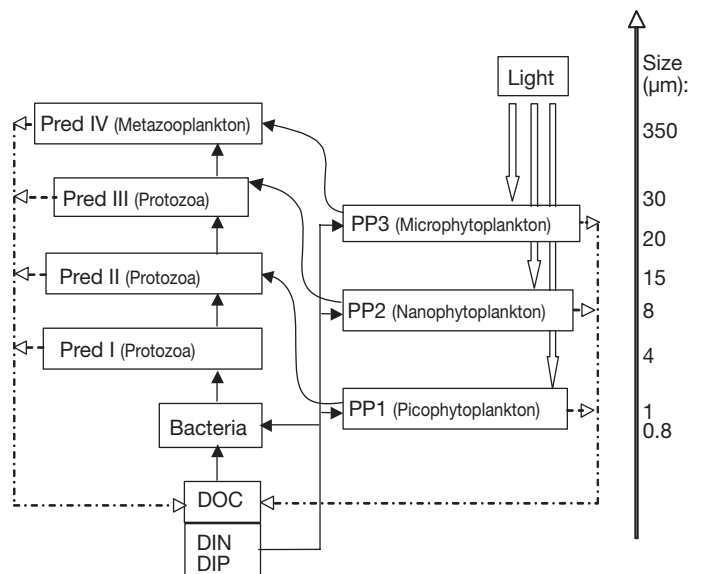 Light
Size
(µm):
Pred IV (Metazooplankton)
350
Pred III (Protozoa)
30
PP3 (Microphytoplankton)
20
Pred II (Protozoa)
15
PP2 (Nanophytoplankton)
8
Pred I (Protozoa)
4
PP1 (Picophytoplankton)
1
Bacteria
0.8
DOC
DIN
DIP